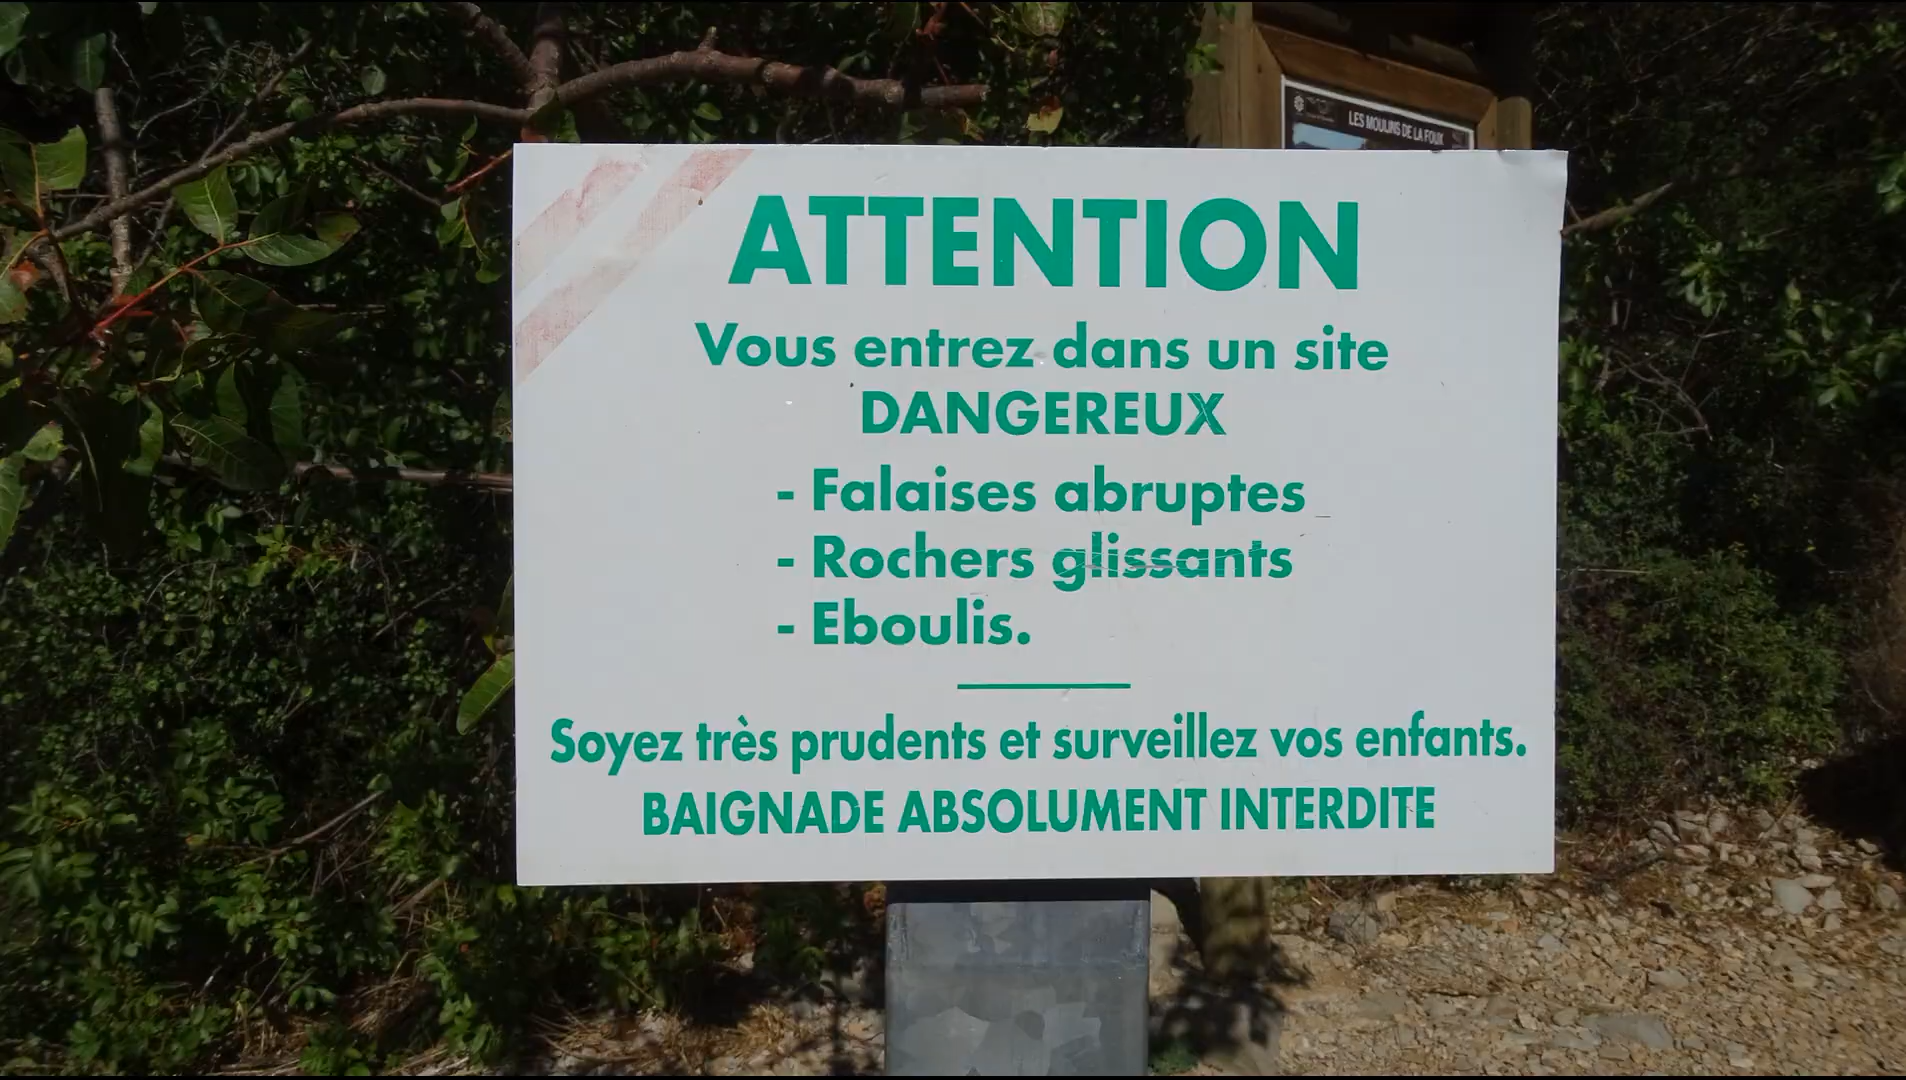 LES MOULINS DE LA FOUX
ATTENTION
Vous entrez dans un site
DANGEREUX
- Falaises abruptes
- Rochers glissants
- Eboulis.
Soyez très prudents et surveillez vos enfants.
BAIGNADE ABSOLUMENT INTERDITE